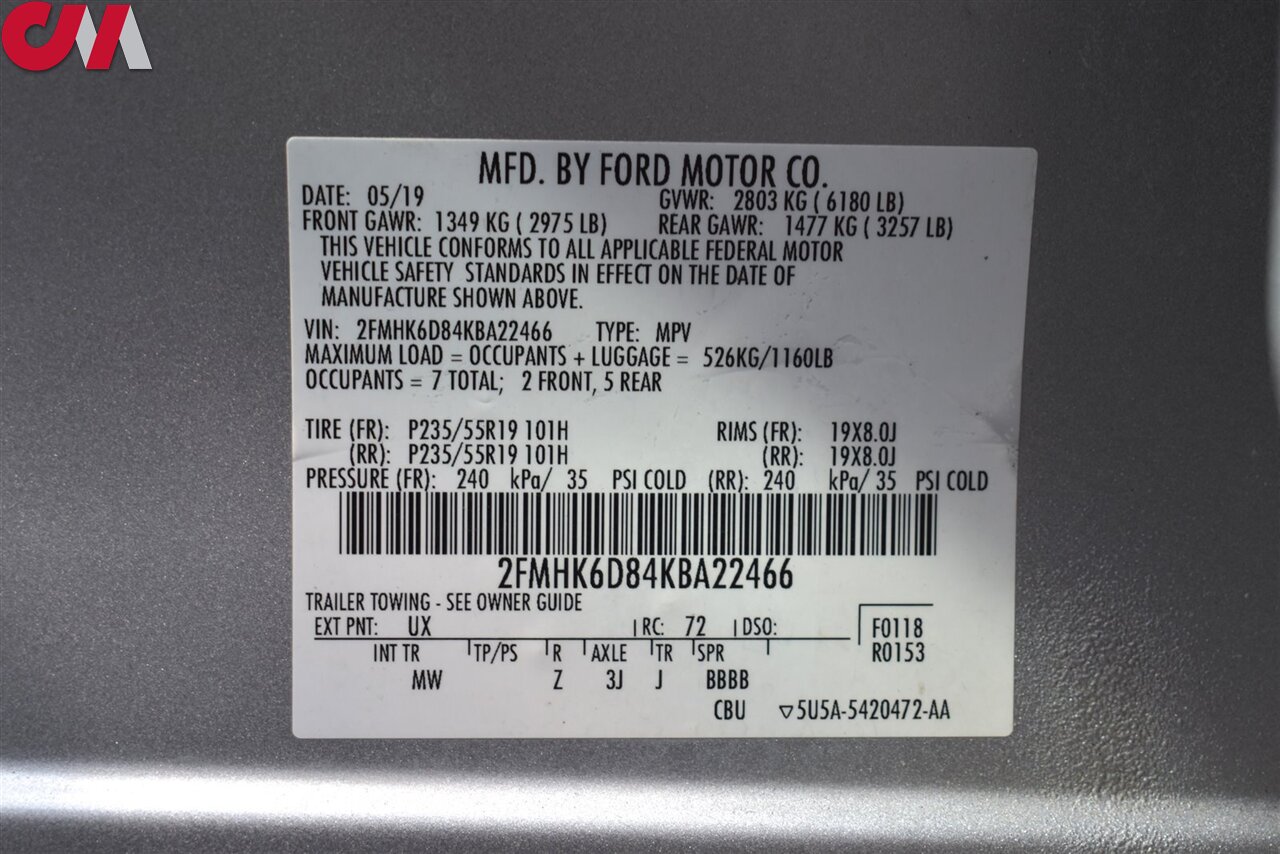 CM
MFD. BY FORD MOTOR CO.
DATE: 05/19 GVWR: 2803 KG ( 6180 LB)
FRONT GAWR: 1349 KG ( 2975 LB) REAR GAWR: 1477 KG ( 3257 LB)
THIS VEHICLE CONFORMS TO ALL APPLICABLE FEDERAL MOTOR
VEHICLE SAFETY STANDARDS IN EFFECT ON THE DATE OF
MANUFACTURE SHOWN ABOVE.
VIN: 2FMHK6D84KBA22466 TYPE: MPV
MAXIMUM LOAD = OCCUPANTS + LUGGAGE = 526KG/1160LB
OCCUPANTS = 7 TOTAL; 2 FRONT, 5 REAR
TIRE (FR): P235/55R19 101H RIMS (FR): 19X8.0J
(RR): P235/55R19 101H (RR): 19X8.0J
PRESSURE (FR): 240 kPa/ 35 PSI COLD (RR): 240 kPa/ 35 PSI COLD
2FMHK6D84KBA22466
TRAILER TOWING - SEE OWNER GUIDE
EXT PNT: UX RC: 72 DSO: F0118
INT TR TP/PS R AXLE TR SPR R0153
MW Z 3J J BBBB
CBU ▽5U5A-5420472-AA